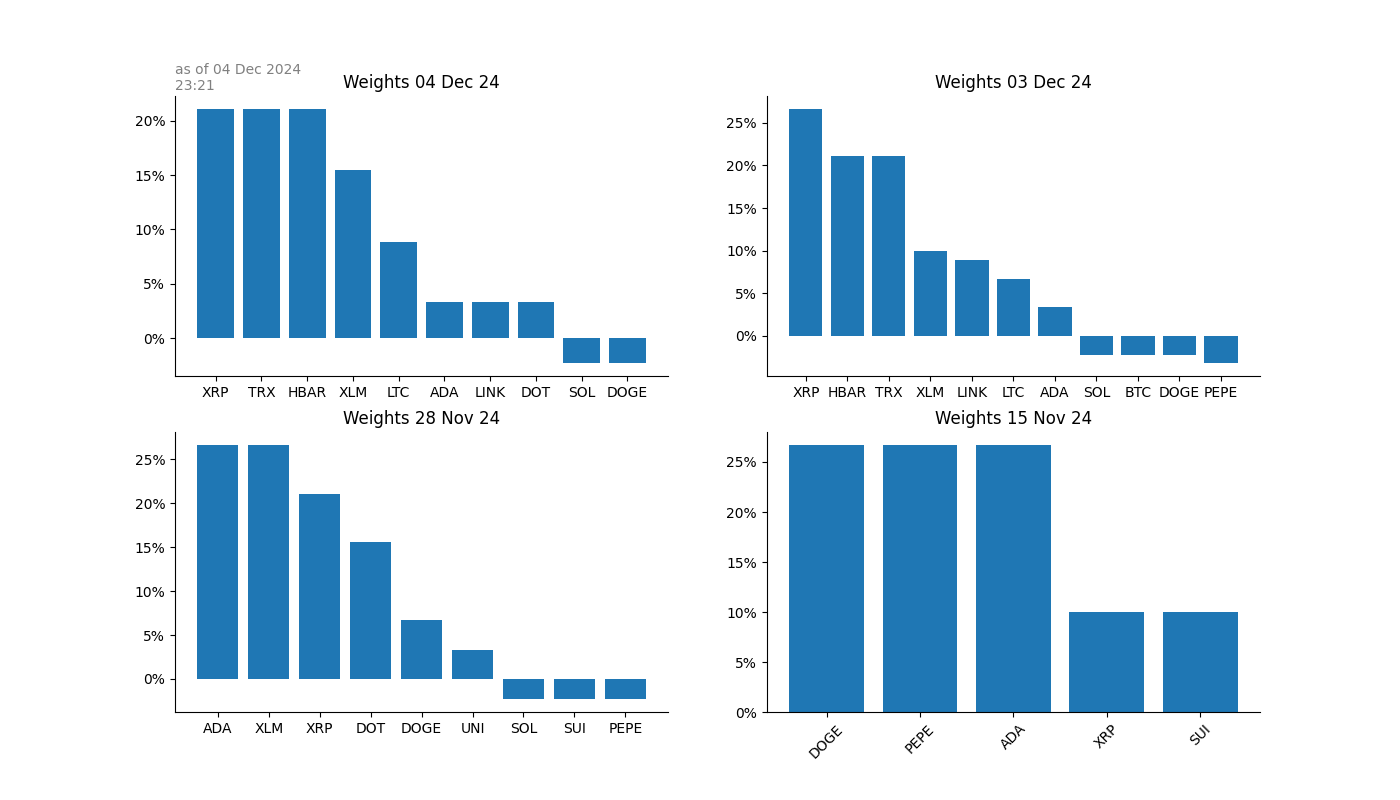 as of 04 Dec 2024
23:21
Weights 04 Dec 24
20%
15%
10%
5%
0%
XRP TRX HBAR XLM LTC ADA LINK DOT SOL DOGE
Weights 03 Dec 24
25%
20%
15%
10%
5%
0%
XRP HBAR TRX XLM LINK LTC ADA SOL BTC DOGE PEPE
Weights 28 Nov 24
25%
20%
15%
10%
5%
0%
ADA XLM XRP DOT DOGE UNI SOL SUI PEPE
Weights 15 Nov 24
25%
20%
15%
10%
5%
0%
DOGE PEPE ADA XRP SUI